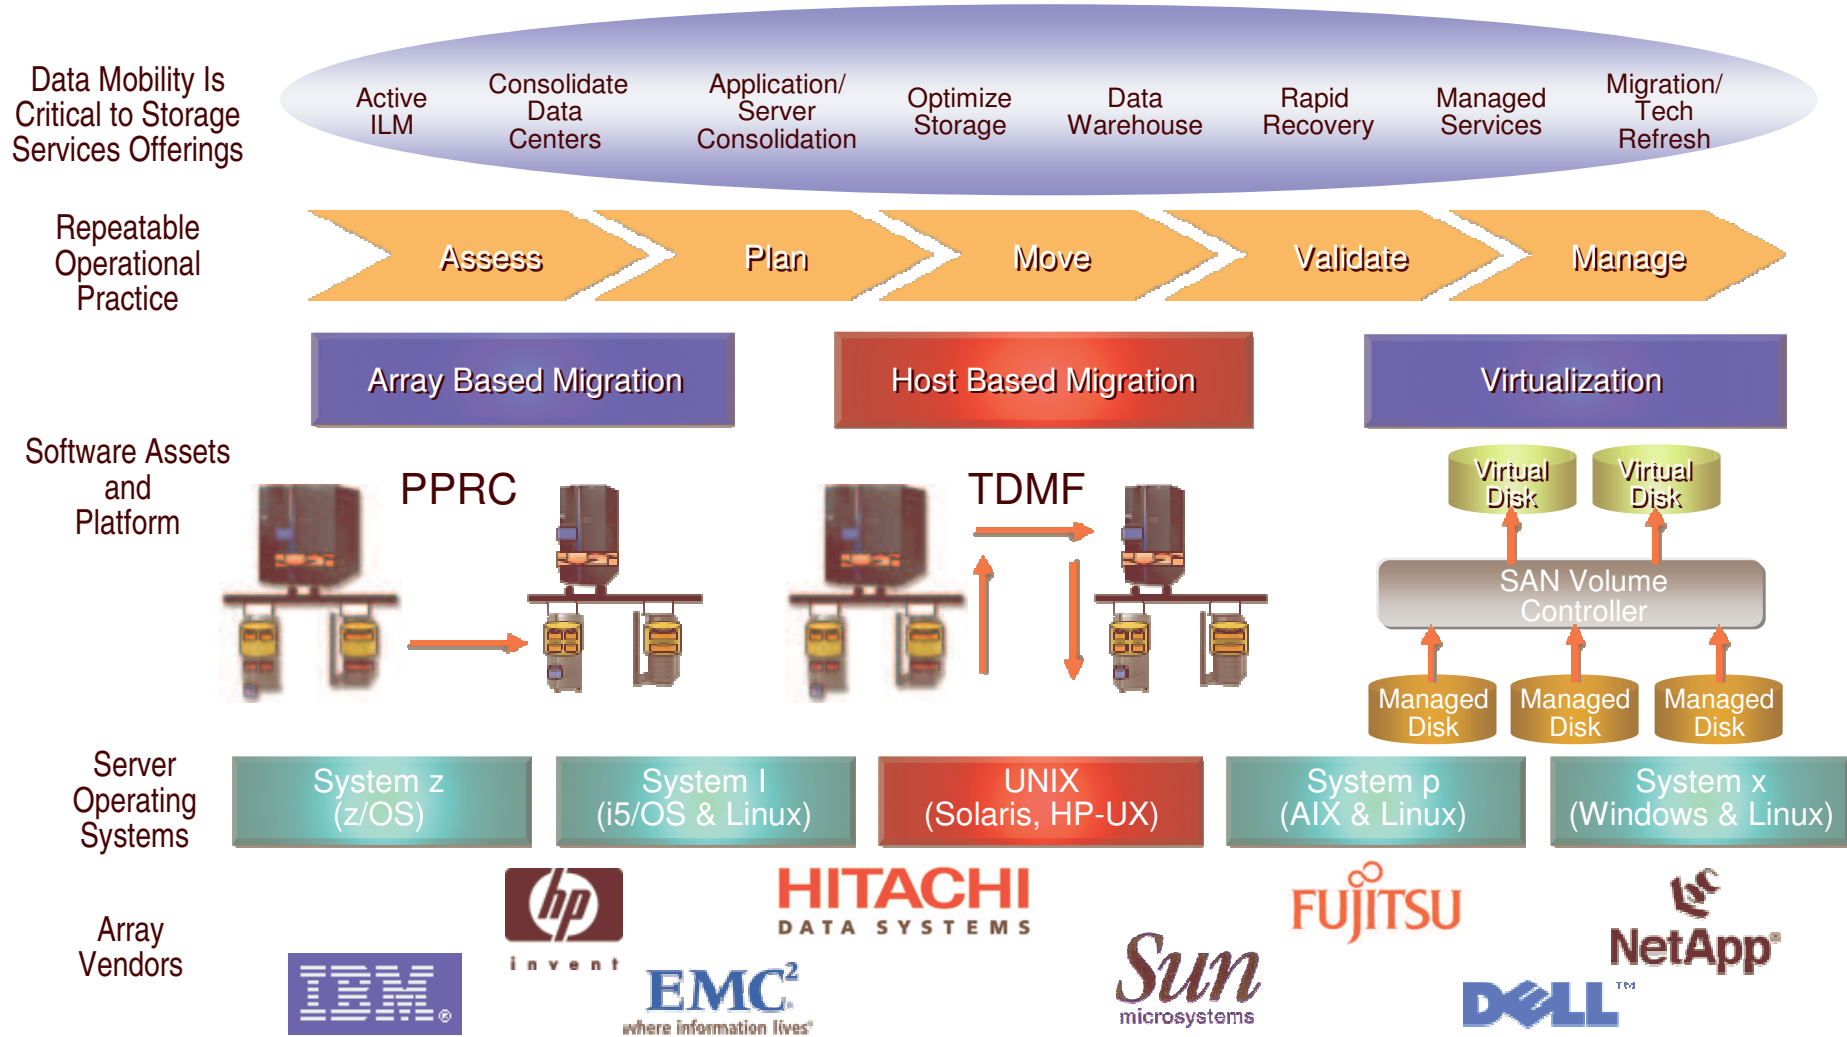 Data Mobility Is
Critical to Storage
Services Offerings
Active
ILM
Consolidate
Data
Centers
Application/
Server
Consolidation
Optimize
Storage
Data
Warehouse
Rapid
Recovery
Managed
Services
Migration/
Tech
Refresh
Repeatable
Operational
Practice
Assess
Plan
Move
Validate
Manage
Array Based Migration
Host Based Migration
Virtualization
Software Assets
and
Platform
PPRC
TDMF
Virtual
Disk
Virtual
Disk
SAN Volume
Controller
Managed
Disk
Managed
Disk
Managed
Disk
Server
Operating
Systems
System z
(z/OS)
System I
(i5/OS & Linux)
UNIX
(Solaris, HP-UX)
System p
(AIX & Linux)
System x
(Windows & Linux)
Array
Vendors
IBM®
hp
invent
EMC²
where information lives®
HITACHI
DATA SYSTEMS
Sun
microsystems
FUJITSU
DELL™
NetApp®